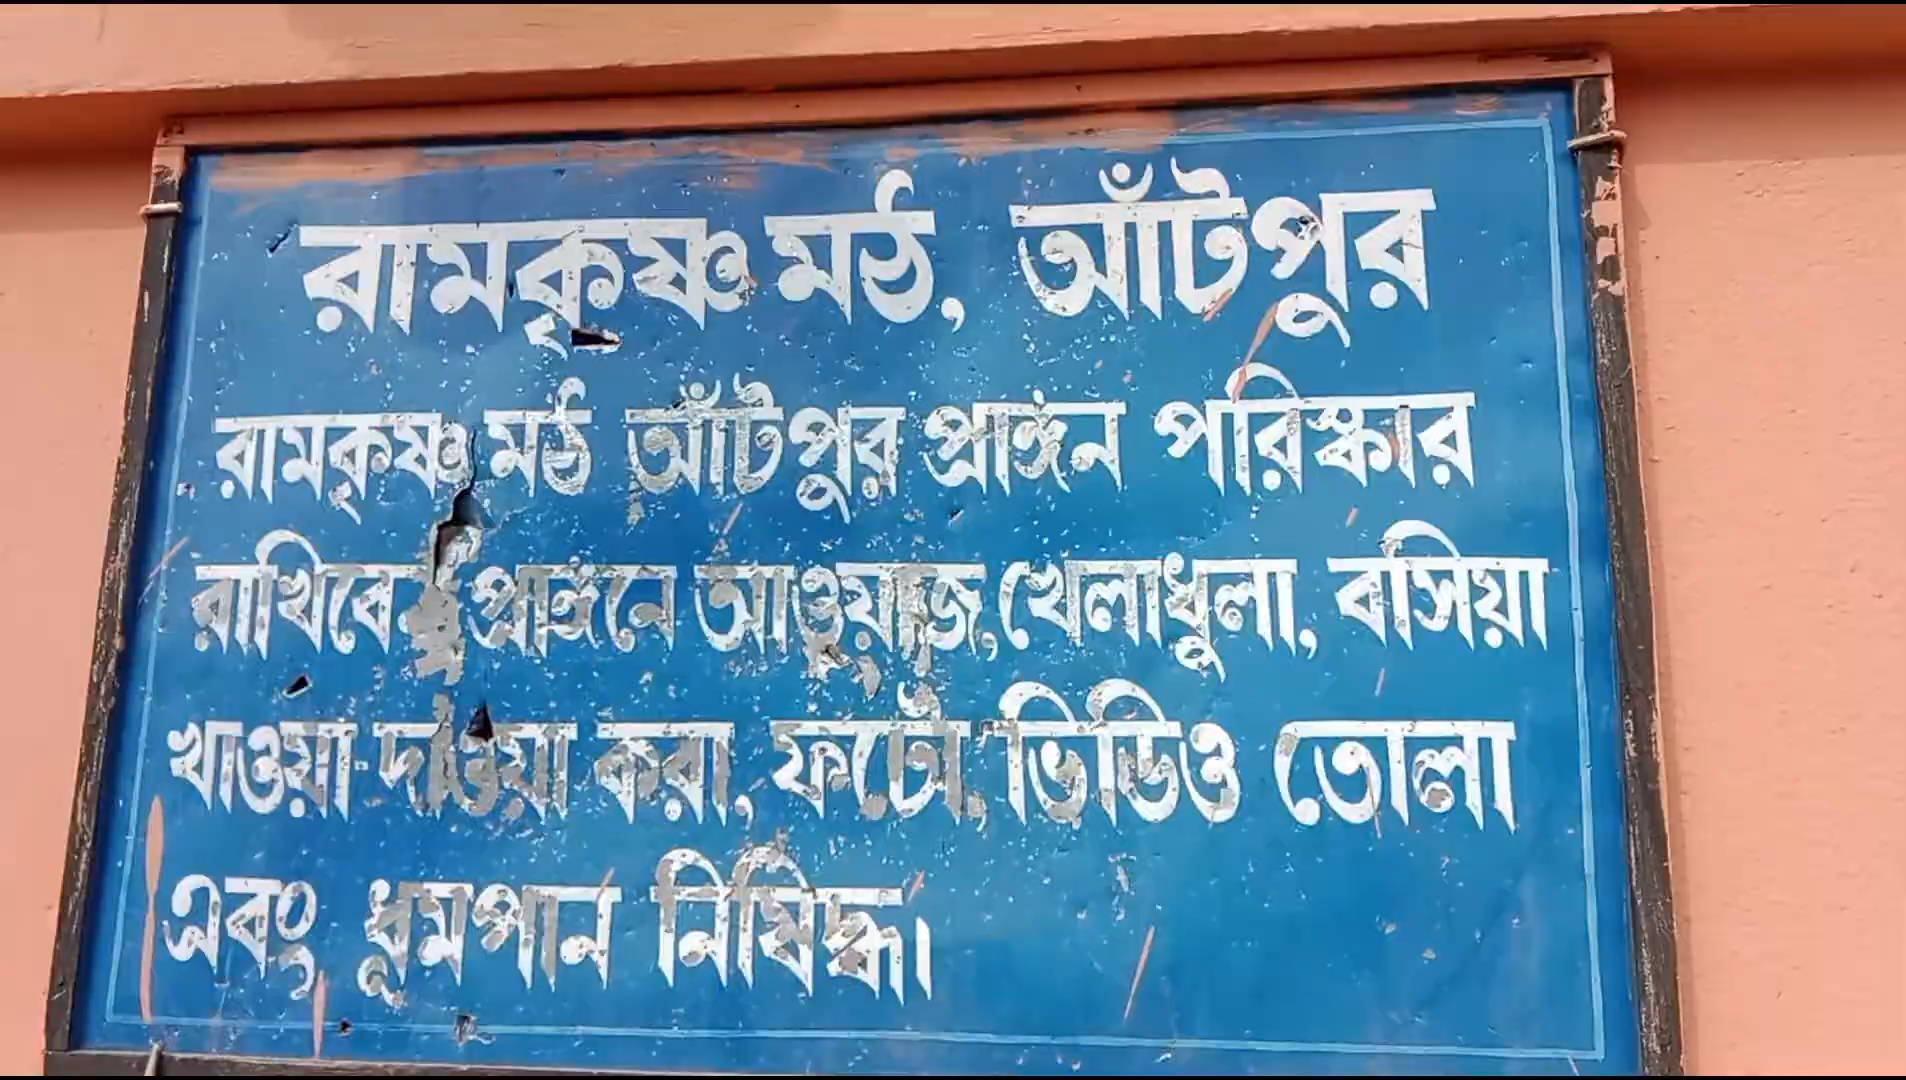 রামকৃষ্ণ মঠ, আঁটপুর
রামকৃষ্ণ মঠ আঁটপুর প্রাঙ্গন পরিস্কার
রাখিবেন প্রাঙ্গনে আওয়াজ, খেলাধুলা, বসিয়া
খাওয়া-দাওয়া করা, ফটো, ভিডিও তোলা
এবং ধুমপান নিষিদ্ধ।